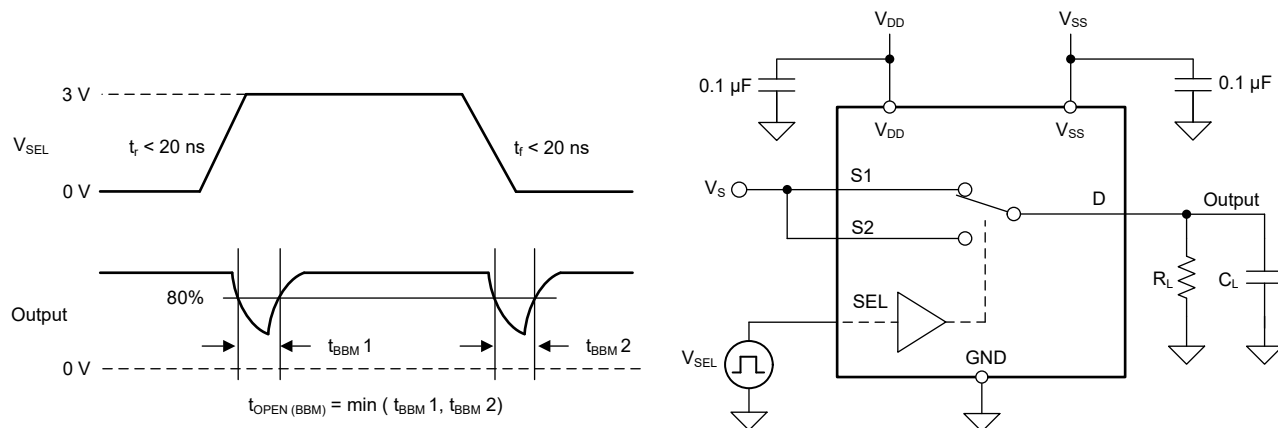 3 V
V_SEL
t_r < 20 ns
t_f < 20 ns
0 V
80%
Output
t_BBM 1
t_BBM 2
0 V
t_OPEN (BBM) = min ( t_BBM 1, t_BBM 2)
V_DD
V_SS
0.1 µF
0.1 µF
V_DD
V_SS
V_S
S1
D
Output
S2
R_L
C_L
SEL
V_SEL
GND